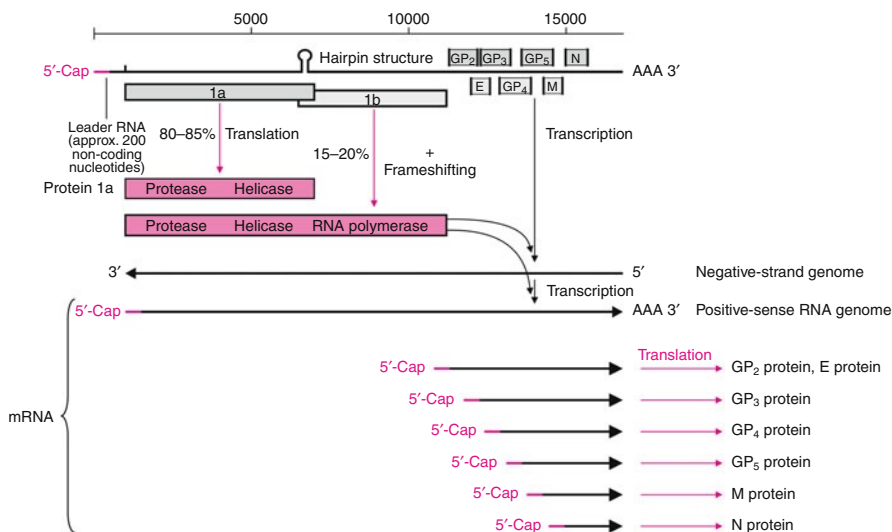 5000 10000 15000
Hairpin structure GP₂ GP₃ GP₅ N
5′-Cap AAA 3′
1a E GP₄ M
1b
Leader RNA
(approx. 200
non-coding
nucleotides)
80–85% Translation
15–20% +
Frameshifting
Transcription
Protein 1a Protease Helicase
Protease Helicase RNA polymerase
3′ 5′ Negative-strand genome
Transcription
5′-Cap AAA 3′ Positive-sense RNA genome
Translation
5′-Cap GP₂ protein, E protein
5′-Cap GP₃ protein
mRNA
5′-Cap GP₄ protein
5′-Cap GP₅ protein
5′-Cap M protein
5′-Cap N protein